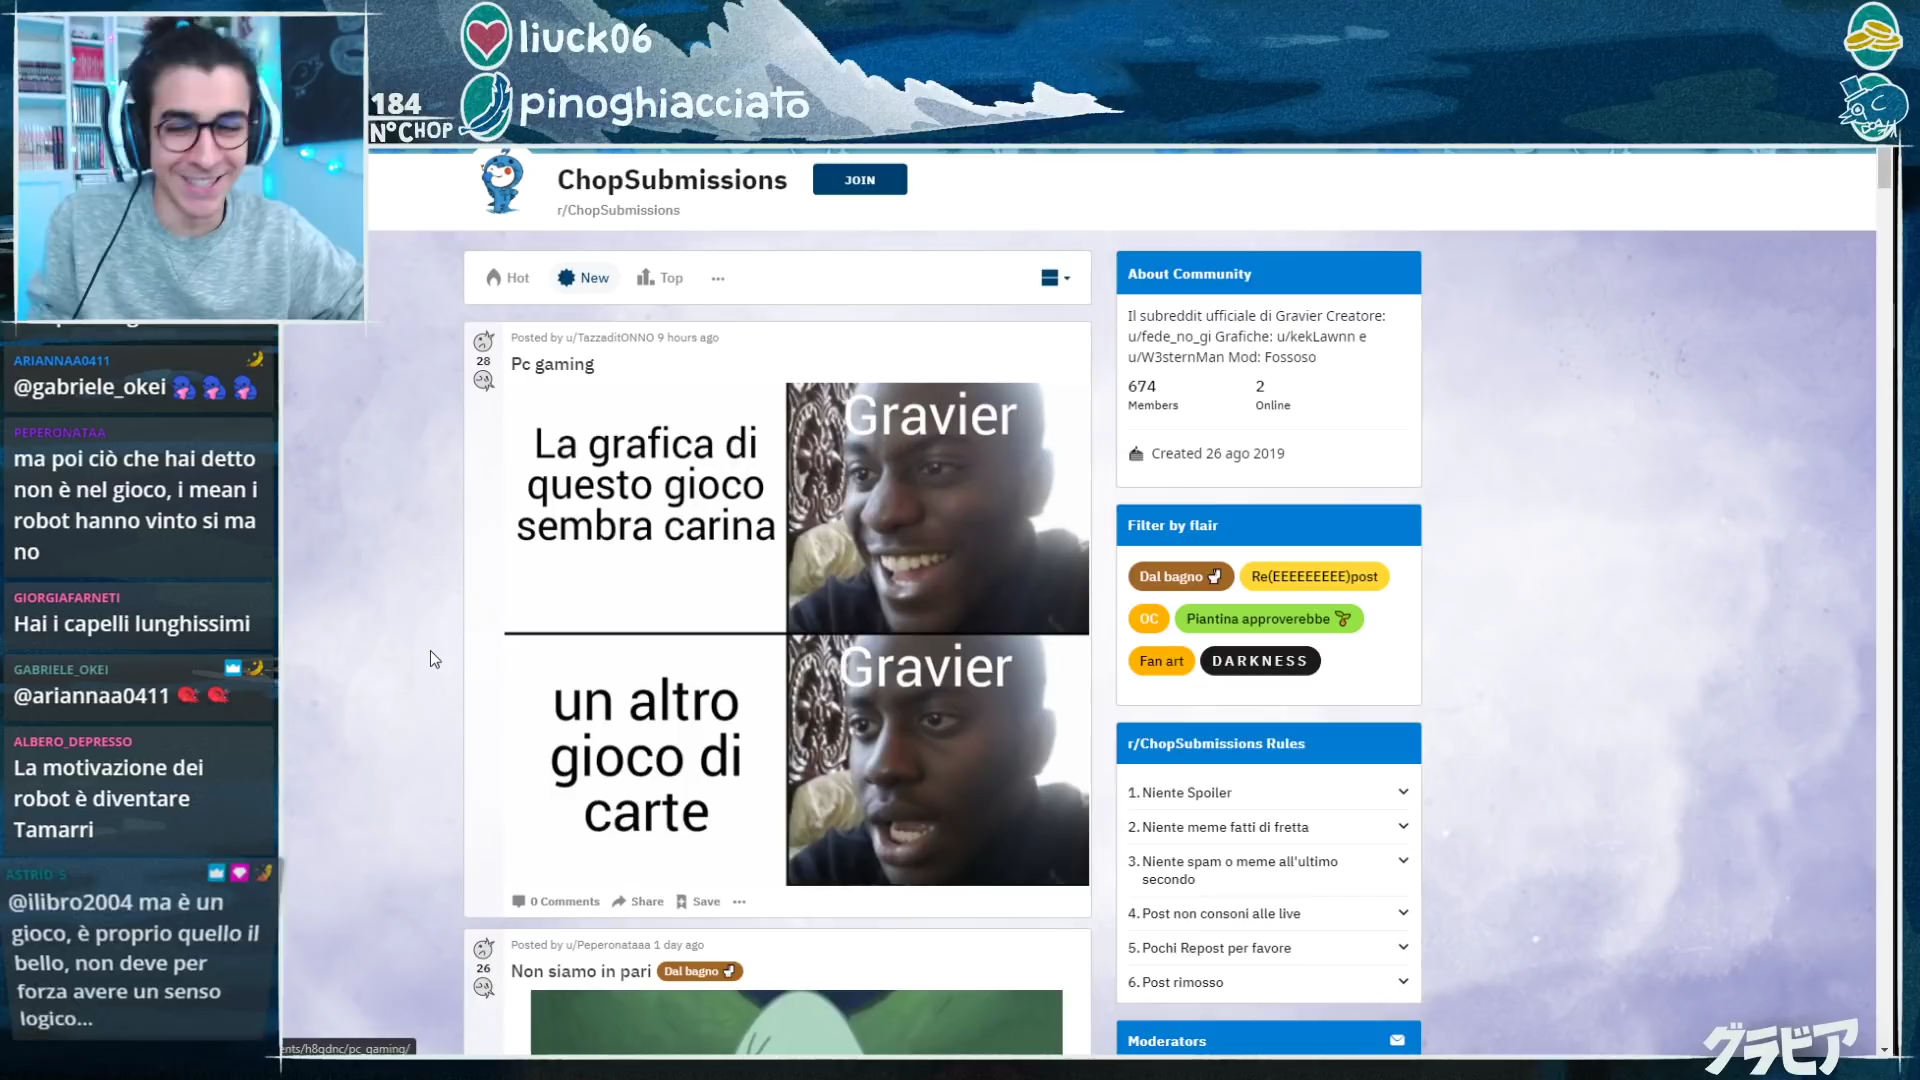 liuck06
pinoghiacciato
184
N°CHOP
ChopSubmissions
JOIN
r/ChopSubmissions
Hot
New
Top
Posted by u/TazzaditONNO 9 hours ago
28
Pc gaming
La grafica di
questo gioco
sembra carina
Gravier
un altro
gioco di
carte
Gravier
0 Comments
Share
Save
Posted by u/Peperonataaa 1 day ago
26
Non siamo in pari
Dal bagno
About Community
Il subreddit ufficiale di Gravier Creatore:
u/fede_no_gi Grafiche: u/kekLawnn e
u/W3sternMan Mod: Fossoso
674
Members
2
Online
Created 26 ago 2019
Filter by flair
Dal bagno
Re(EEEEEEEEE)post
OC
Piantina approverebbe
Fan art
DARKNESS
r/ChopSubmissions Rules
1. Niente Spoiler
2. Niente meme fatti di fretta
3. Niente spam o meme all'ultimo
secondo
4. Post non consoni alle live
5. Pochi Repost per favore
6. Post rimosso
Moderators
ARIANNAA0411
@gabriele_okei
PEPERONATAA
ma poi ciò che hai detto
non è nel gioco, i mean i
robot hanno vinto si ma
no
GIORGIAFARNETI
Hai i capelli lunghissimi
GABRIELE_OKEI
@ariannaa0411
ALBERO_DEPRESSO
La motivazione dei
robot è diventare
Tamarri
ASTRID_S
@ilibro2004 ma è un
gioco, è proprio quello il
bello, non deve per
forza avere un senso
logico...
ents/h8qdnc/pc_gaming/
グラビア